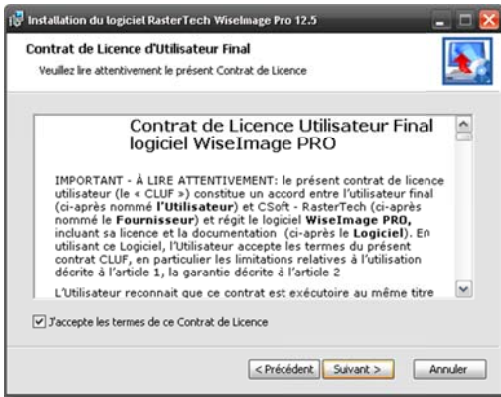 Installation du logiciel RasterTech WiseImage Pro 12.5
Contrat de Licence d'Utilisateur Final
Veuillez lire attentivement le présent Contrat de Licence
Contrat de Licence Utilisateur Final
logiciel WiseImage PRO
IMPORTANT - À LIRE ATTENTIVEMENT: le présent contrat de licence
utilisateur (le « CLUF ») constitue un accord entre l'utilisateur final
(ci-après nommé l'Utilisateur) et CSoft - RasterTech (ci-après
nommé le Fournisseur) et régit le logiciel WiseImage PRO,
incluant sa licence et la documentation (ci-après le Logiciel). En
utilisant ce Logiciel, l'Utilisateur accepte les termes du présent
contrat CLUF, en particulier les limitations relatives à l'utilisation
décrite à l'article 1, la garantie décrite à l'article 2
L'Utilisateur reconnait que ce contrat est exécutoire au même titre
J'accepte les termes de ce Contrat de Licence
< Précédent Suivant > Annuler